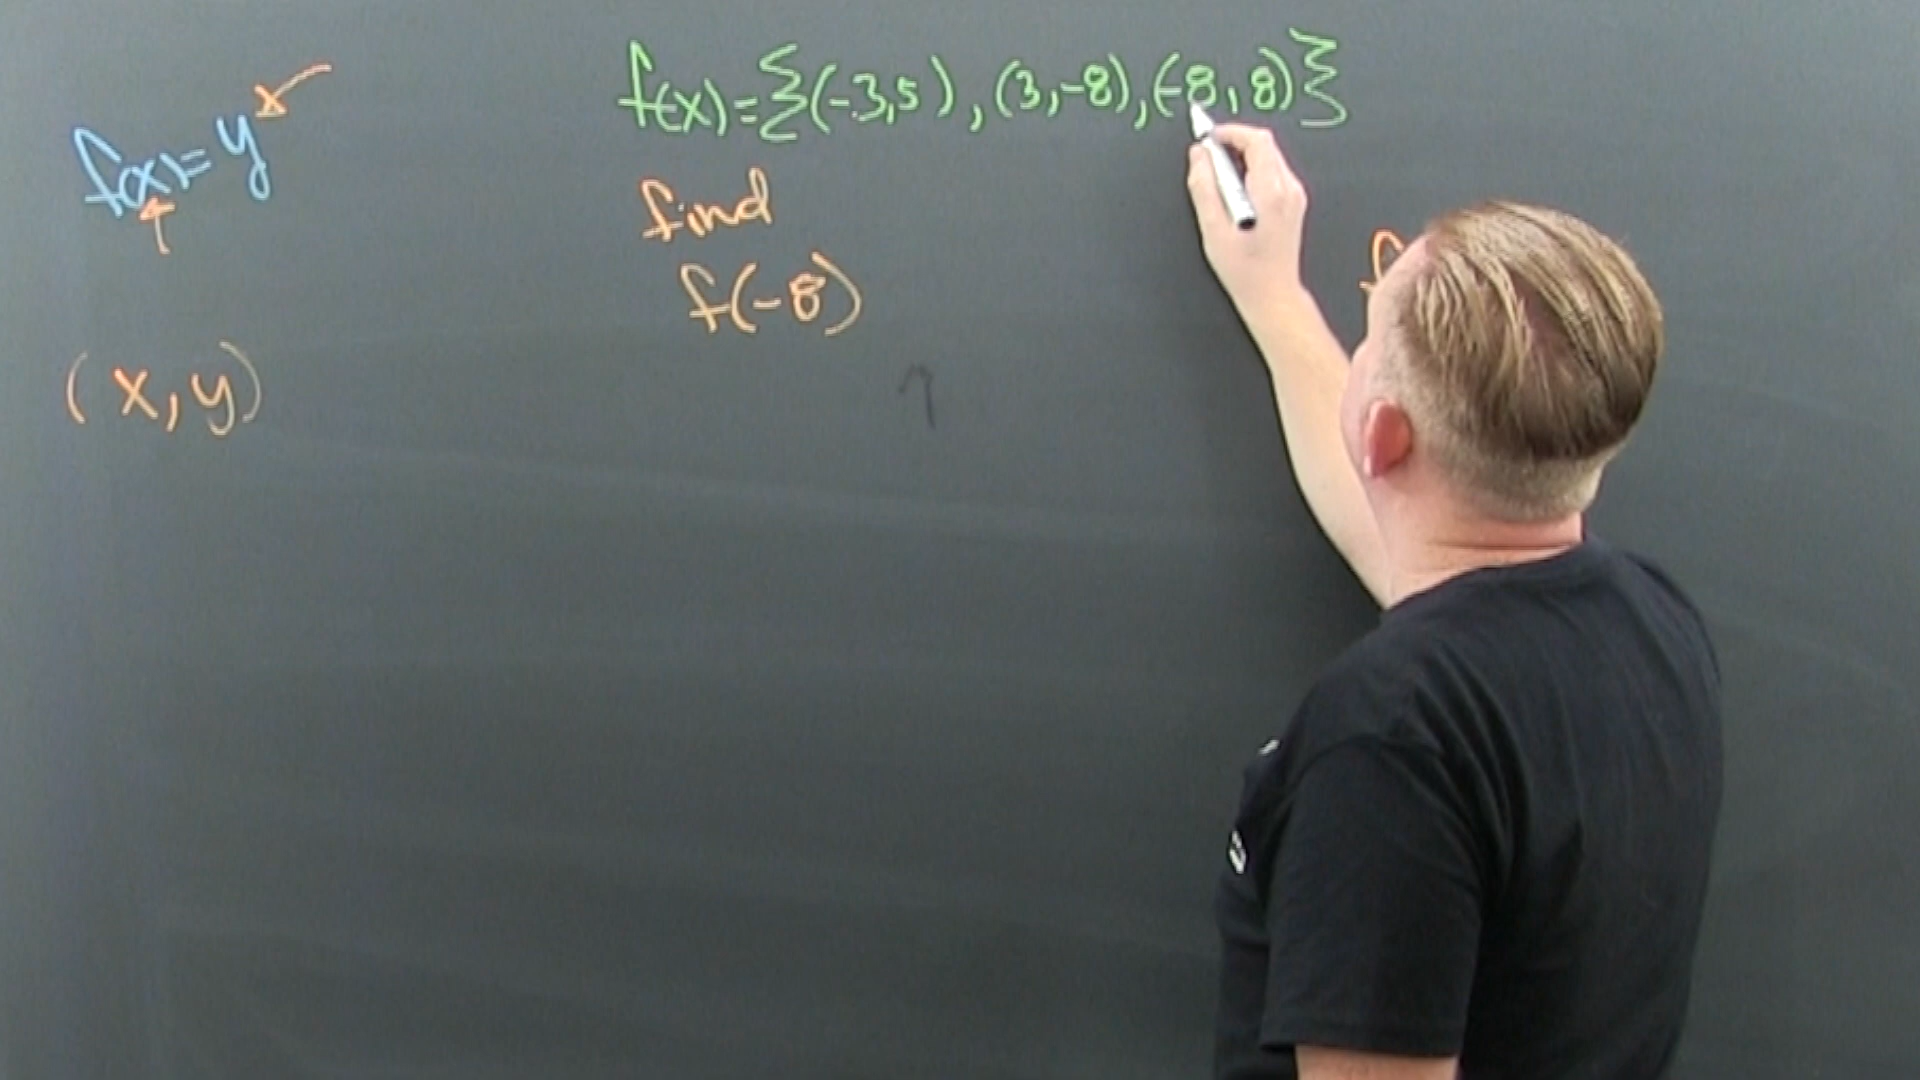 f(x)=y x
(x,y)
f(x)={(-3,5),(3,-8),(-8,8)}
find
f(-8)
f